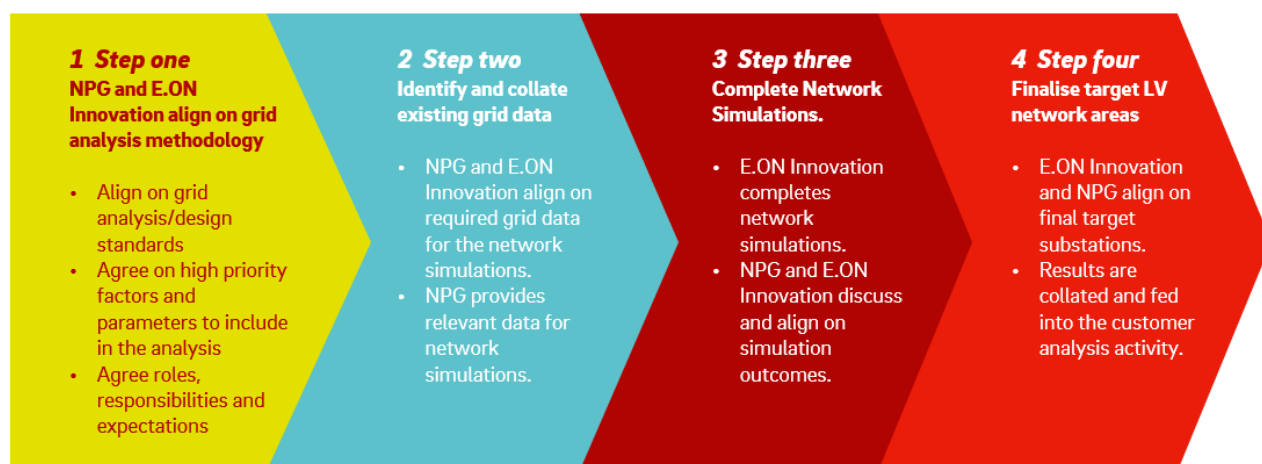 1 Step one
NPG and E.ON
Innovation align on grid
analysis methodology
• Align on grid
analysis/design
standards
• Agree on high priority
factors and
parameters to include
in the analysis
• Agree roles,
responsibilities and
expectations
2 Step two
Identify and collate
existing grid data
• NPG and E.ON
Innovation align on
required grid data
for the network
simulations.
• NPG provides
relevant data for
network
simulations.
3 Step three
Complete Network
Simulations.
• E.ON Innovation
completes
network
simulations.
• NPG and E.ON
Innovation discuss
and align on
simulation
outcomes.
4 Step four
Finalise target LV
network areas
• E.ON Innovation
and NPG align on
final target
substations.
• Results are
collated and fed
into the customer
analysis activity.